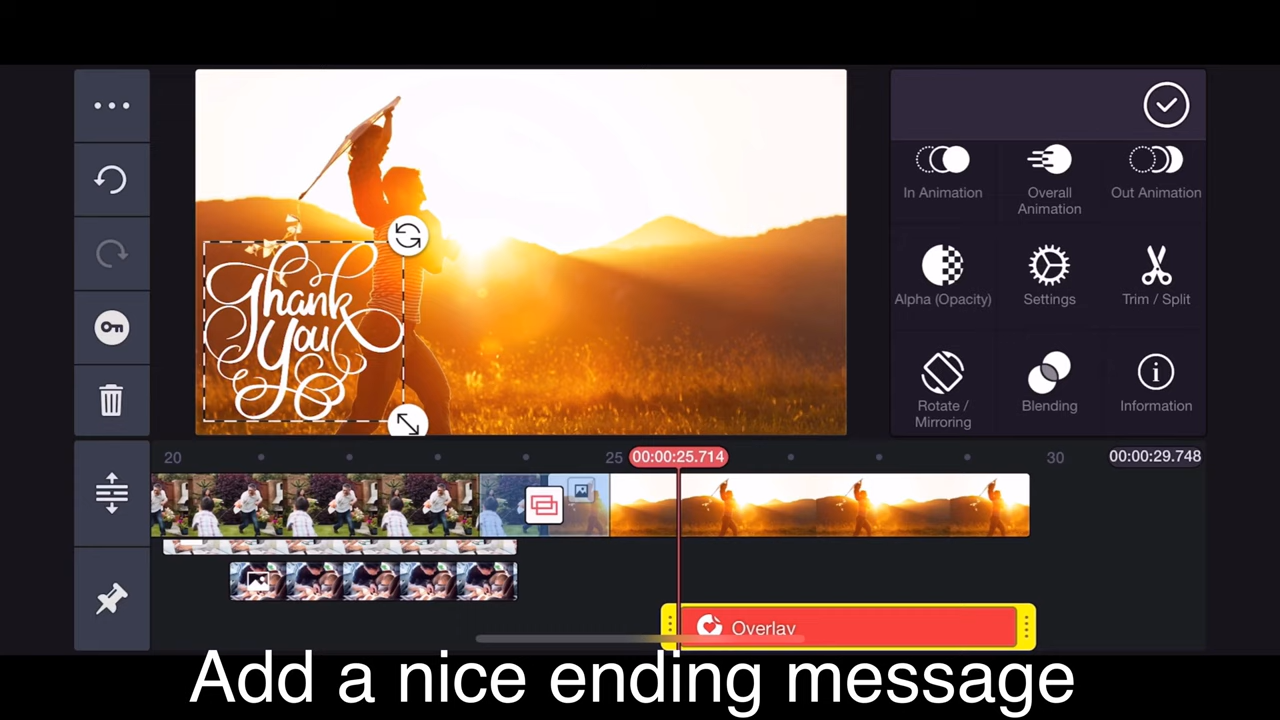 In Animation
Overall
Animation
Out Animation
Alpha (Opacity)
Settings
Trim / Split
Rotate /
Mirroring
Blending
Information
Thank
You
20
25
00:00:25.714
30
00:00:29.748
Overlay
Add a nice ending message